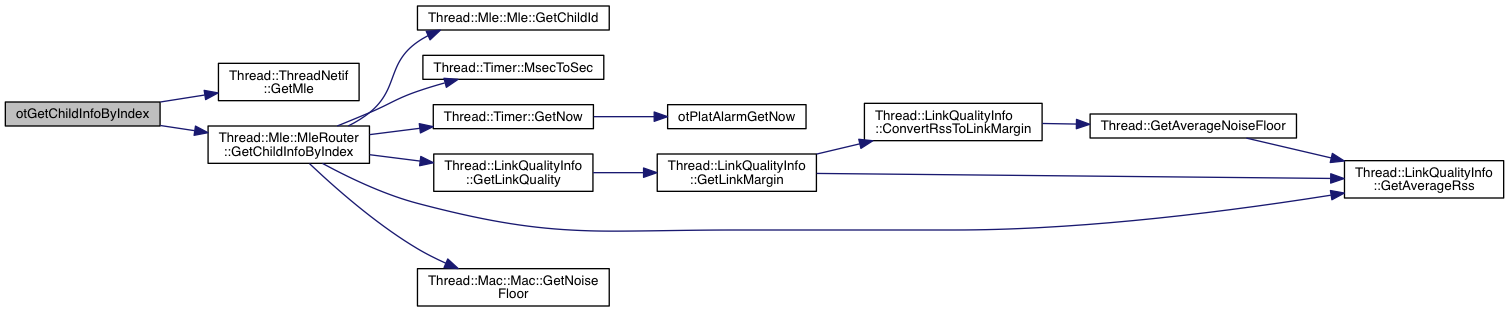 otGetChildInfoByIndex
Thread::ThreadNetif
::GetMle
Thread::Mle::MleRouter
::GetChildInfoByIndex
Thread::Mle::Mle::GetChildId
Thread::Timer::MsecToSec
Thread::Timer::GetNow
otPlatAlarmGetNow
Thread::LinkQualityInfo
::GetLinkQuality
Thread::LinkQualityInfo
::GetLinkMargin
Thread::LinkQualityInfo
::ConvertRssToLinkMargin
Thread::GetAverageNoiseFloor
Thread::LinkQualityInfo
::GetAverageRss
Thread::Mac::Mac::GetNoise
Floor